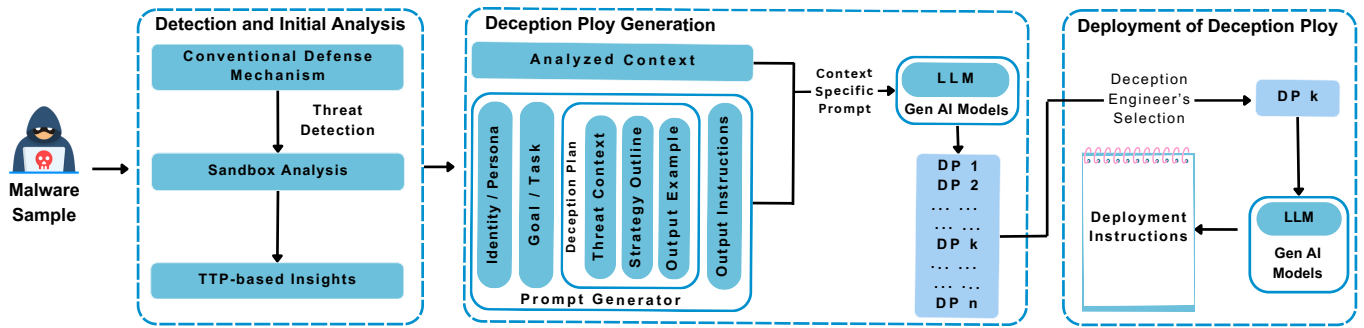 Malware
Sample
Detection and Initial Analysis
Conventional Defense
Mechanism
Threat
Detection
Sandbox Analysis
TTP-based Insights
Deception Ploy Generation
Analyzed Context
Identity / Persona
Goal / Task
Deception Plan
Threat Context
Strategy Outline
Output Example
Output Instructions
Prompt Generator
Context
Specific
Prompt
LLM
Gen AI Models
DP 1
DP 2
... ...
... ...
DP k
... ...
... ...
DP n
Deployment of Deception Ploy
Deception
Engineer's
Selection
DP k
LLM
Gen AI
Models
Deployment
Instructions